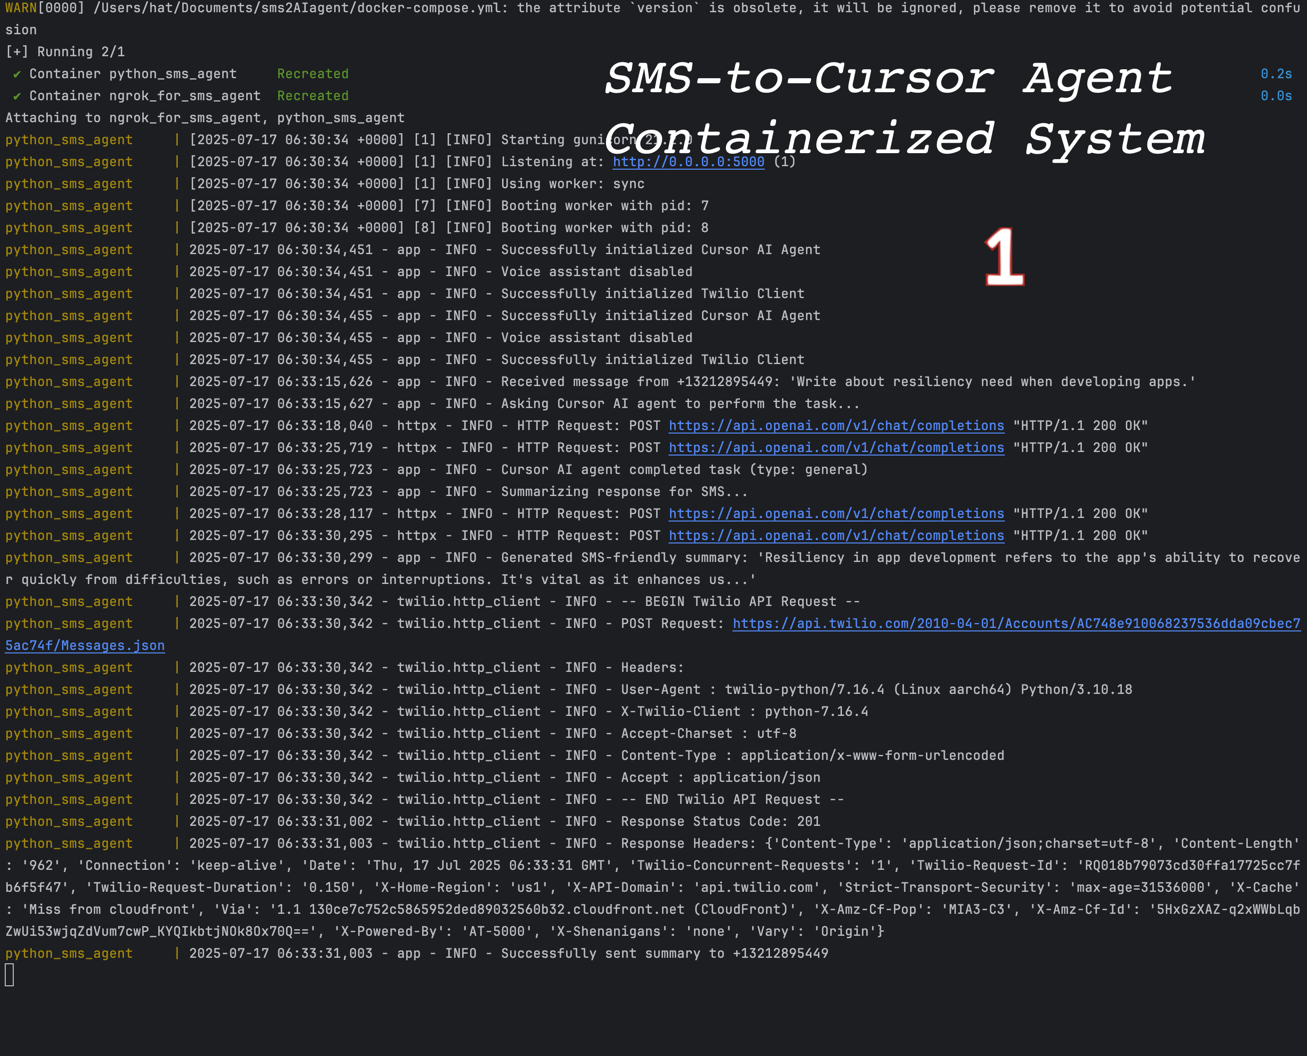 WARN[0000] /Users/hat/Documents/sms2AIagent/docker-compose.yml: the attribute `version` is obsolete, it will be ignored, please remove it to avoid potential confu
sion
[+] Running 2/1
✔ Container python_sms_agent Recreated 0.2s
✔ Container ngrok_for_sms_agent Recreated 0.0s
SMS-to-Cursor Agent
Containerized System
1
Attaching to ngrok_for_sms_agent, python_sms_agent
python_sms_agent | [2025-07-17 06:30:34 +0000] [1] [INFO] Starting gunicorn
python_sms_agent | [2025-07-17 06:30:34 +0000] [1] [INFO] Listening at: http://0.0.0.0:5000 (1)
python_sms_agent | [2025-07-17 06:30:34 +0000] [1] [INFO] Using worker: sync
python_sms_agent | [2025-07-17 06:30:34 +0000] [7] [INFO] Booting worker with pid: 7
python_sms_agent | [2025-07-17 06:30:34 +0000] [8] [INFO] Booting worker with pid: 8
python_sms_agent | 2025-07-17 06:30:34,451 - app - INFO - Successfully initialized Cursor AI Agent
python_sms_agent | 2025-07-17 06:30:34,451 - app - INFO - Voice assistant disabled
python_sms_agent | 2025-07-17 06:30:34,451 - app - INFO - Successfully initialized Twilio Client
python_sms_agent | 2025-07-17 06:30:34,455 - app - INFO - Successfully initialized Cursor AI Agent
python_sms_agent | 2025-07-17 06:30:34,455 - app - INFO - Voice assistant disabled
python_sms_agent | 2025-07-17 06:30:34,455 - app - INFO - Successfully initialized Twilio Client
python_sms_agent | 2025-07-17 06:33:15,626 - app - INFO - Received message from +13212895449: 'Write about resiliency need when developing apps.'
python_sms_agent | 2025-07-17 06:33:15,627 - app - INFO - Asking Cursor AI agent to perform the task...
python_sms_agent | 2025-07-17 06:33:18,040 - httpx - INFO - HTTP Request: POST https://api.openai.com/v1/chat/completions "HTTP/1.1 200 OK"
python_sms_agent | 2025-07-17 06:33:25,719 - httpx - INFO - HTTP Request: POST https://api.openai.com/v1/chat/completions "HTTP/1.1 200 OK"
python_sms_agent | 2025-07-17 06:33:25,723 - app - INFO - Cursor AI agent completed task (type: general)
python_sms_agent | 2025-07-17 06:33:25,723 - app - INFO - Summarizing response for SMS...
python_sms_agent | 2025-07-17 06:33:28,117 - httpx - INFO - HTTP Request: POST https://api.openai.com/v1/chat/completions "HTTP/1.1 200 OK"
python_sms_agent | 2025-07-17 06:33:30,295 - httpx - INFO - HTTP Request: POST https://api.openai.com/v1/chat/completions "HTTP/1.1 200 OK"
python_sms_agent | 2025-07-17 06:33:30,299 - app - INFO - Generated SMS-friendly summary: 'Resiliency in app development refers to the app's ability to recove
r quickly from difficulties, such as errors or interruptions. It's vital as it enhances us...'
python_sms_agent | 2025-07-17 06:33:30,342 - twilio.http_client - INFO - -- BEGIN Twilio API Request --
python_sms_agent | 2025-07-17 06:33:30,342 - twilio.http_client - INFO - POST Request: https://api.twilio.com/2010-04-01/Accounts/AC748e910068237536dda09cbec7
5ac74f/Messages.json
python_sms_agent | 2025-07-17 06:33:30,342 - twilio.http_client - INFO - Headers:
python_sms_agent | 2025-07-17 06:33:30,342 - twilio.http_client - INFO - User-Agent : twilio-python/7.16.4 (Linux aarch64) Python/3.10.18
python_sms_agent | 2025-07-17 06:33:30,342 - twilio.http_client - INFO - X-Twilio-Client : python-7.16.4
python_sms_agent | 2025-07-17 06:33:30,342 - twilio.http_client - INFO - Accept-Charset : utf-8
python_sms_agent | 2025-07-17 06:33:30,342 - twilio.http_client - INFO - Content-Type : application/x-www-form-urlencoded
python_sms_agent | 2025-07-17 06:33:30,342 - twilio.http_client - INFO - Accept : application/json
python_sms_agent | 2025-07-17 06:33:30,342 - twilio.http_client - INFO - -- END Twilio API Request --
python_sms_agent | 2025-07-17 06:33:31,002 - twilio.http_client - INFO - Response Status Code: 201
python_sms_agent | 2025-07-17 06:33:31,003 - twilio.http_client - INFO - Response Headers: {'Content-Type': 'application/json;charset=utf-8', 'Content-Length'
: '962', 'Connection': 'keep-alive', 'Date': 'Thu, 17 Jul 2025 06:33:31 GMT', 'Twilio-Concurrent-Requests': '1', 'Twilio-Request-Id': 'RQ018b79073cd30ffa17725cc7f
b6f5f47', 'Twilio-Request-Duration': '0.150', 'X-Home-Region': 'us1', 'X-API-Domain': 'api.twilio.com', 'Strict-Transport-Security': 'max-age=31536000', 'X-Cache'
: 'Miss from cloudfront', 'Via': '1.1 130ce7c752c5865952ded89032560b32.cloudfront.net (CloudFront)', 'X-Amz-Cf-Pop': 'MIA3-C3', 'X-Amz-Cf-Id': '5HxGzXAZ-q2xWWbLqb
ZwUi53wjqZdVum7cwP_KYQIkbtjNOk8Ox70Q==', 'X-Powered-By': 'AT-5000', 'X-Shenanigans': 'none', 'Vary': 'Origin'}
python_sms_agent | 2025-07-17 06:33:31,003 - app - INFO - Successfully sent summary to +13212895449